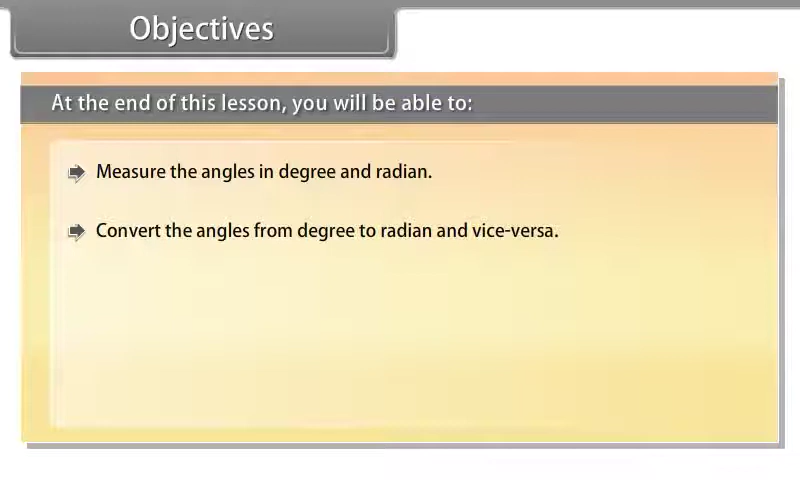 Objectives
At the end of this lesson, you will be able to:
Measure the angles in degree and radian.
Convert the angles from degree to radian and vice-versa.